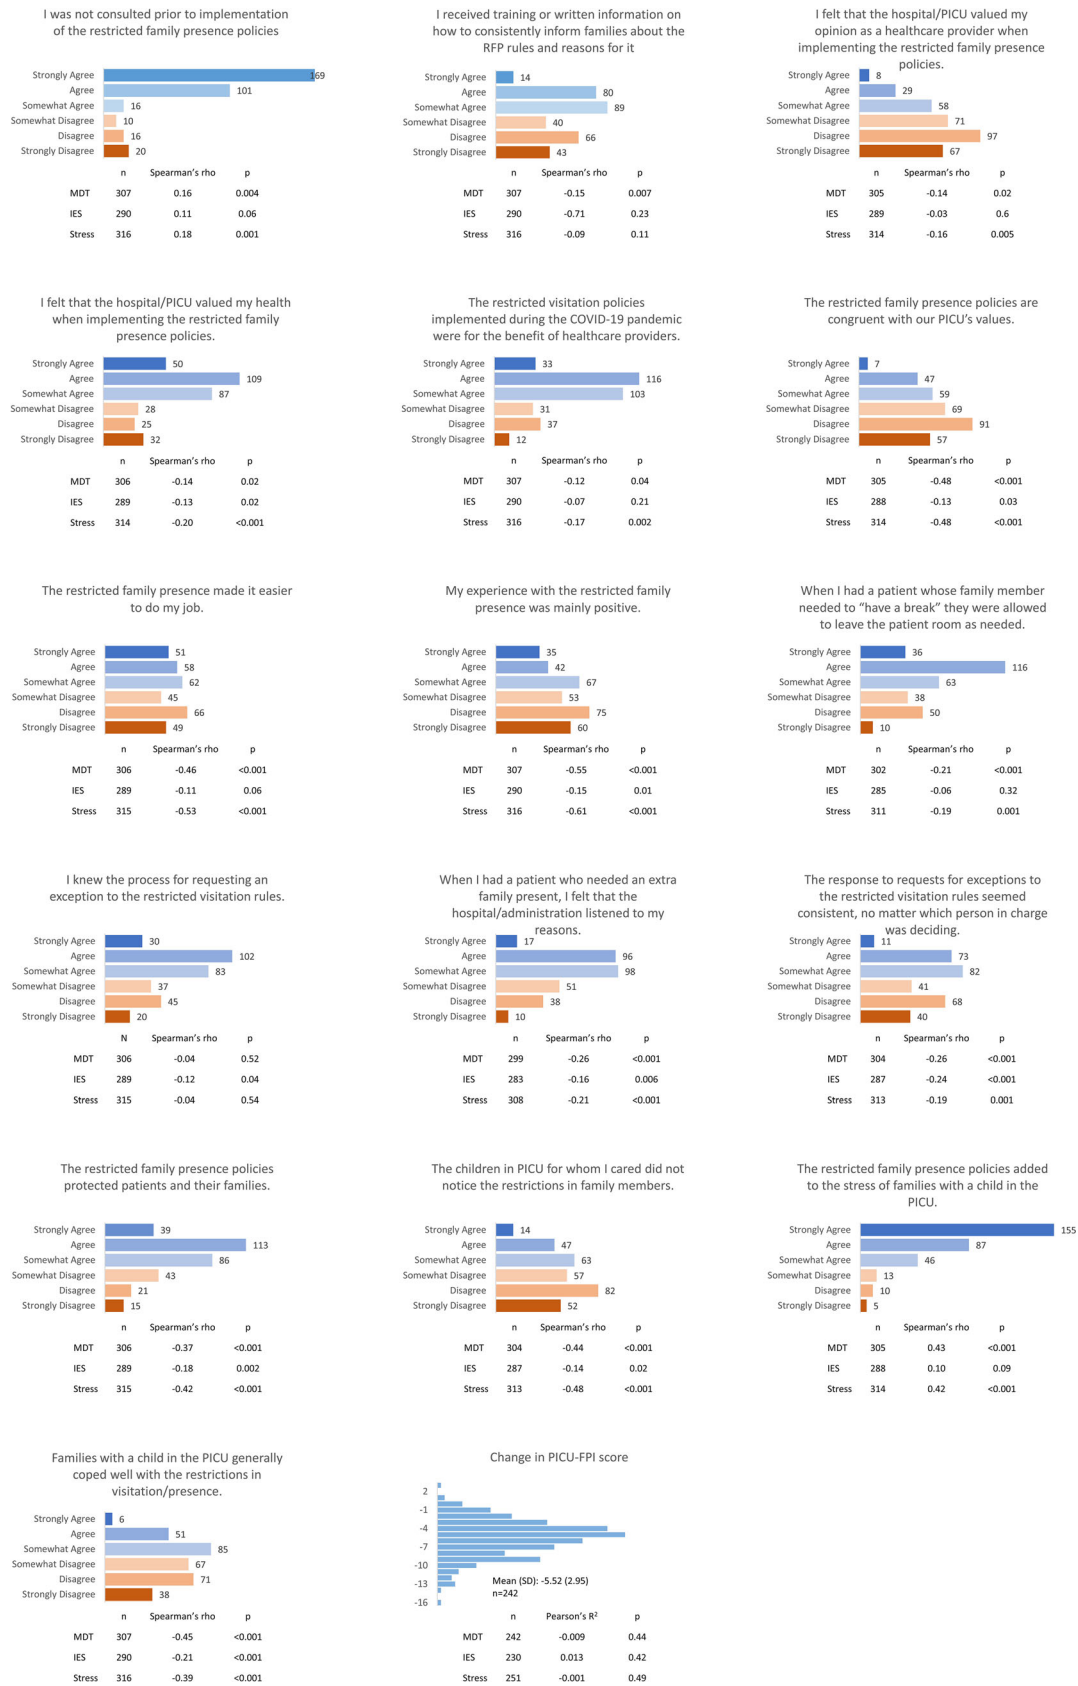 I was not consulted prior to implementation
of the restricted family presence policies
Strongly Agree 169
Agree 101
Somewhat Agree 16
Somewhat Disagree 10
Disagree 16
Strongly Disagree 20
n Spearman's rho p
MDT 307 0.16 0.004
IES 290 0.11 0.06
Stress 316 0.18 0.001
I received training or written information on
how to consistently inform families about the
RFP rules and reasons for it
Strongly Agree 14
Agree 80
Somewhat Agree 89
Somewhat Disagree 40
Disagree 66
Strongly Disagree 43
n Spearman's rho p
MDT 307 -0.15 0.007
IES 290 -0.71 0.23
Stress 316 -0.09 0.11
I felt that the hospital/PICU valued my
opinion as a healthcare provider when
implementing the restricted family presence
policies.
Strongly Agree 8
Agree 29
Somewhat Agree 58
Somewhat Disagree 71
Disagree 97
Strongly Disagree 67
n Spearman's rho p
MDT 305 -0.14 0.02
IES 289 -0.03 0.6
Stress 314 -0.16 0.005
I felt that the hospital/PICU valued my health
when implementing the restricted family
presence policies.
Strongly Agree 50
Agree 109
Somewhat Agree 87
Somewhat Disagree 28
Disagree 25
Strongly Disagree 32
n Spearman's rho p
MDT 306 -0.14 0.02
IES 289 -0.13 0.02
Stress 314 -0.20 <0.001
The restricted visitation policies
implemented during the COVID-19 pandemic
were for the benefit of healthcare providers.
Strongly Agree 33
Agree 116
Somewhat Agree 103
Somewhat Disagree 31
Disagree 37
Strongly Disagree 12
n Spearman's rho p
MDT 307 -0.12 0.04
IES 290 -0.07 0.21
Stress 316 -0.17 0.002
The restricted family presence policies are
congruent with our PICU's values.
Strongly Agree 7
Agree 47
Somewhat Agree 59
Somewhat Disagree 69
Disagree 91
Strongly Disagree 57
n Spearman's rho p
MDT 305 -0.48 <0.001
IES 288 -0.13 0.03
Stress 314 -0.48 <0.001
The restricted family presence made it easier
to do my job.
Strongly Agree 51
Agree 58
Somewhat Agree 62
Somewhat Disagree 45
Disagree 66
Strongly Disagree 49
n Spearman's rho p
MDT 306 -0.46 <0.001
IES 289 -0.11 0.06
Stress 315 -0.53 <0.001
My experience with the restricted family
presence was mainly positive.
Strongly Agree 35
Agree 42
Somewhat Agree 67
Somewhat Disagree 53
Disagree 75
Strongly Disagree 60
n Spearman's rho p
MDT 307 -0.55 <0.001
IES 290 -0.15 0.01
Stress 316 -0.61 <0.001
When I had a patient whose family member
needed to "have a break" they were allowed
to leave the patient room as needed.
Strongly Agree 36
Agree 116
Somewhat Agree 63
Somewhat Disagree 38
Disagree 50
Strongly Disagree 10
n Spearman's rho p
MDT 302 -0.21 <0.001
IES 285 -0.06 0.32
Stress 311 -0.19 0.001
I knew the process for requesting an
exception to the restricted visitation rules.
Strongly Agree 30
Agree 102
Somewhat Agree 83
Somewhat Disagree 37
Disagree 45
Strongly Disagree 20
N Spearman's rho p
MDT 306 -0.04 0.52
IES 289 -0.12 0.04
Stress 315 -0.04 0.54
When I had a patient who needed an extra
family present, I felt that the
hospital/administration listened to my
reasons.
Strongly Agree 17
Agree 96
Somewhat Agree 98
Somewhat Disagree 51
Disagree 38
Strongly Disagree 10
n Spearman's rho p
MDT 299 -0.26 <0.001
IES 283 -0.16 0.006
Stress 308 -0.21 <0.001
The response to requests for exceptions to
the restricted visitation rules seemed
consistent, no matter which person in charge
was deciding.
Strongly Agree 11
Agree 73
Somewhat Agree 82
Somewhat Disagree 41
Disagree 68
Strongly Disagree 40
n Spearman's rho p
MDT 304 -0.26 <0.001
IES 287 -0.24 <0.001
Stress 313 -0.19 0.001
The restricted family presence policies
protected patients and their families.
Strongly Agree 39
Agree 113
Somewhat Agree 86
Somewhat Disagree 43
Disagree 21
Strongly Disagree 15
n Spearman's rho p
MDT 306 -0.37 <0.001
IES 289 -0.18 0.002
Stress 315 -0.42 <0.001
The children in PICU for whom I cared did not
notice the restrictions in family members.
Strongly Agree 14
Agree 47
Somewhat Agree 63
Somewhat Disagree 57
Disagree 82
Strongly Disagree 52
n Spearman's rho p
MDT 304 -0.44 <0.001
IES 287 -0.14 0.02
Stress 313 -0.48 <0.001
The restricted family presence policies added
to the stress of families with a child in the
PICU.
Strongly Agree 155
Agree 87
Somewhat Agree 46
Somewhat Disagree 13
Disagree 10
Strongly Disagree 5
n Spearman's rho p
MDT 305 0.43 <0.001
IES 288 0.10 0.09
Stress 314 0.42 <0.001
Families with a child in the PICU generally
coped well with the restrictions in
visitation/presence.
Strongly Agree 6
Agree 51
Somewhat Agree 85
Somewhat Disagree 67
Disagree 71
Strongly Disagree 38
n Spearman's rho p
MDT 307 -0.45 <0.001
IES 290 -0.21 <0.001
Stress 316 -0.39 <0.001
Change in PICU-FPI score
2
-1
-4
-7
-10
-13
-16
Mean (SD): -5.52 (2.95)
n=242
n Pearson's R² p
MDT 242 -0.009 0.44
IES 230 0.013 0.42
Stress 251 -0.001 0.49